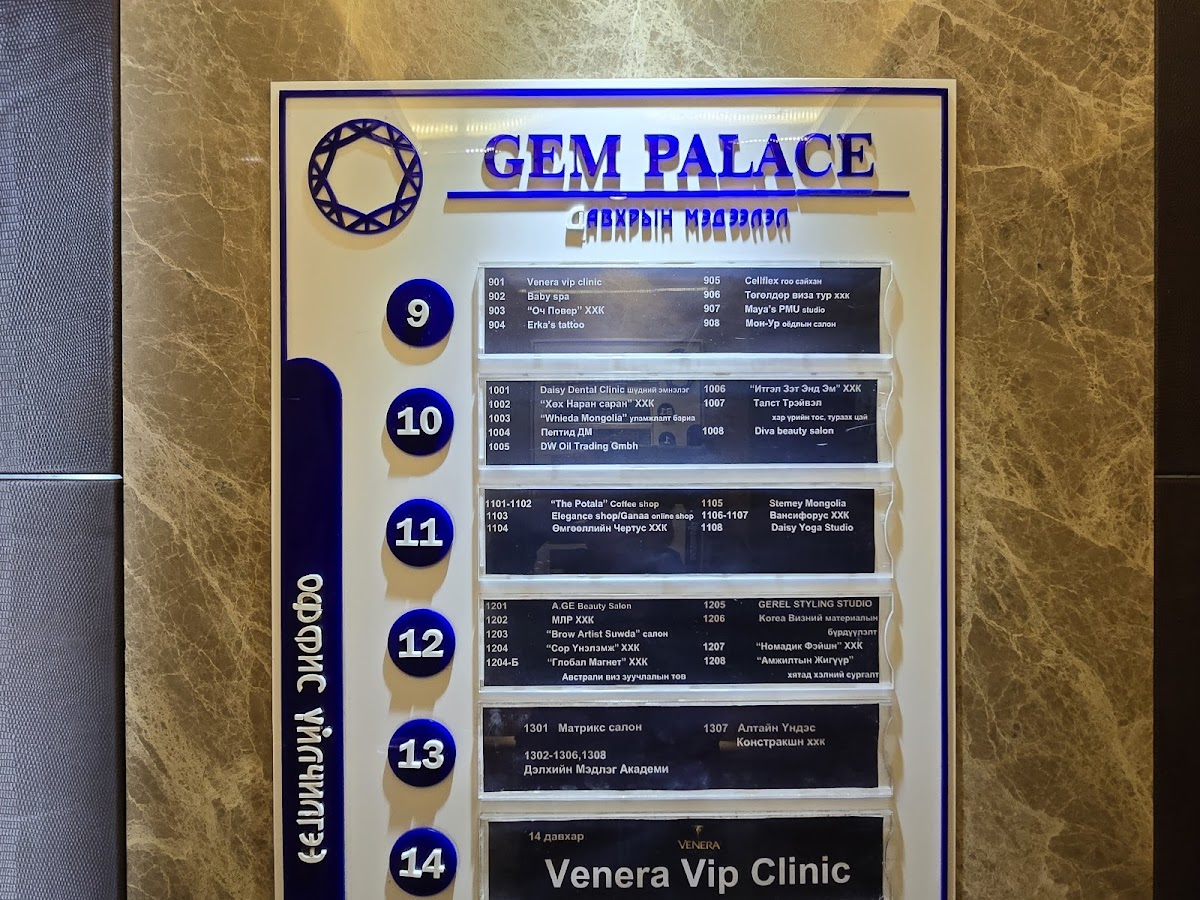 GEM PALACE
ДАВХРЫН МЭДЭЭЛЭЛ
ОФФИС ҮЙЛЧИЛГЭЭ
9
901 Venera vip clinic
902 Baby spa
903 “Оч Повер” ХХК
904 Erka's tattoo
905 Cellflex гоо сайхан
906 Төгөлдөр виза тур ххк
907 Maya's PMU studio
908 Мон-Ур оёдлын салон
10
1001 Daisy Dental Clinic шүдний эмнэлэг
1002 “Хөх Наран саран” ХХК
1003 “Whieda Mongolia” уламжлалт бариа
1004 Пептид ДМ
1005 DW Oil Trading Gmbh
1006 “Итгэл Зэт Энд Эм” ХХК
1007 Талст Трэйвэл
хар үрийн тос, тураах цай
1008 Diva beauty salon
11
1101-1102 “The Potala” Coffee shop
1103 Elegance shop/Ganaa online shop
1104 Өмгөөллийн Чертус ХХК
1105 Sterney Mongolia
1106-1107 Вансифорус ХХК
1108 Daisy Yoga Studio
12
1201 A.GE Beauty Salon
1202 МЛР ХХК
1203 “Brow Artist Suwda” салон
1204 “Сор Үнэлэмж” ХХК
1204-Б “Глобал Магнет” ХХК
Австрали виз зуучлалын төв
1205 GEREL STYLING STUDIO
1206 Korea Визний материалын
бүрдүүлэлт
1207 “Номадик Фэйшн” ХХК
1208 “Амжилтын Жигүүр”
хятад хэлний сургалт
13
1301 Матрикс салон
1302-1306,1308
Дэлхийн Мэдлэг Академи
1307 Алтайн Үндэс
Констракшн ххк
14
14 давхар
VENERA
Venera Vip Clinic